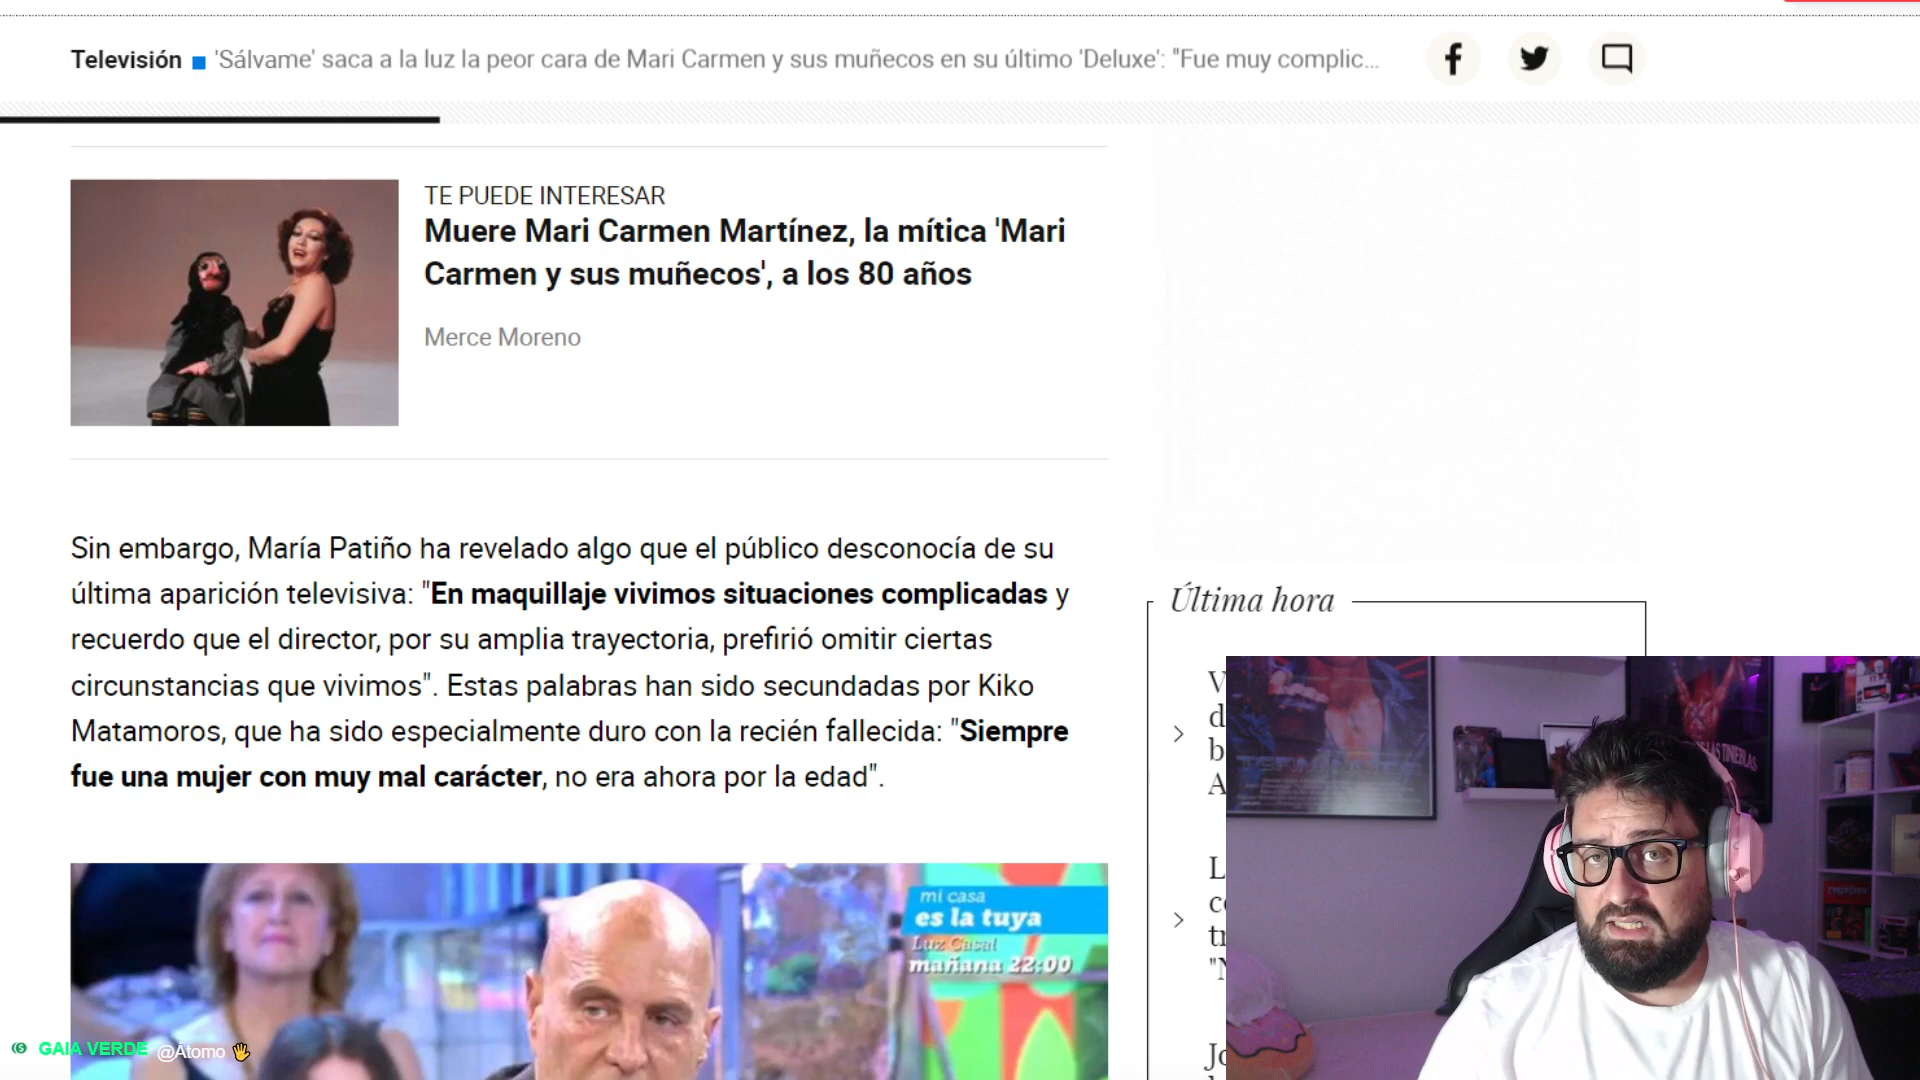 Televisión 'Sálvame' saca a la luz la peor cara de Mari Carmen y sus muñecos en su último 'Deluxe': "Fue muy complic...
TE PUEDE INTERESAR
Muere Mari Carmen Martínez, la mítica 'Mari
Carmen y sus muñecos', a los 80 años
Merce Moreno
Sin embargo, María Patiño ha revelado algo que el público desconocía de su
última aparición televisiva: "En maquillaje vivimos situaciones complicadas y
recuerdo que el director, por su amplia trayectoria, prefirió omitir ciertas
circunstancias que vivimos". Estas palabras han sido secundadas por Kiko
Matamoros, que ha sido especialmente duro con la recién fallecida: "Siempre
fue una mujer con muy mal carácter, no era ahora por la edad".
mi casa
es la tuya
Luz Casal
mañana 22:00
Última hora
V
d
b
A
L
c
tr
"N
Jo
LAS TINIEBLAS
GAIA VERDE @Átomo 🖐